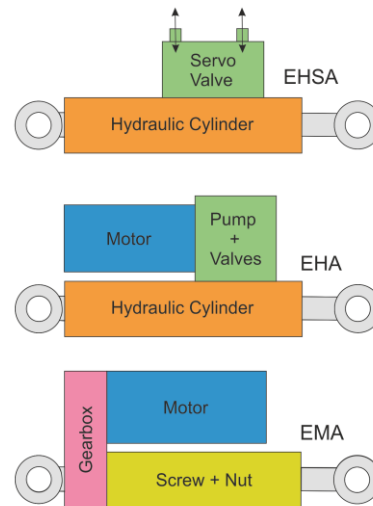 Servo
Valve
EHSA
Hydraulic Cylinder
Motor
Pump
+
Valves
EHA
Hydraulic Cylinder
Gearbox
Motor
EMA
Screw + Nut